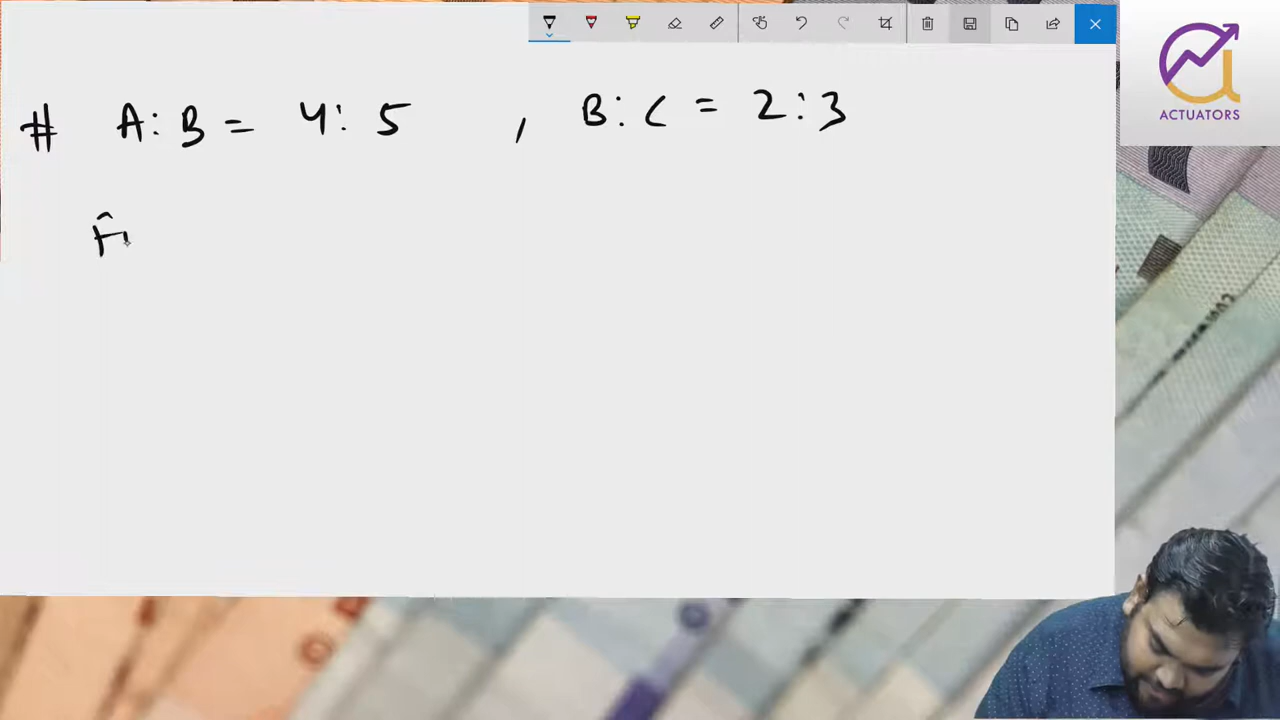 # A:B = 4:5 , B:C = 2:3
ACTUATORS